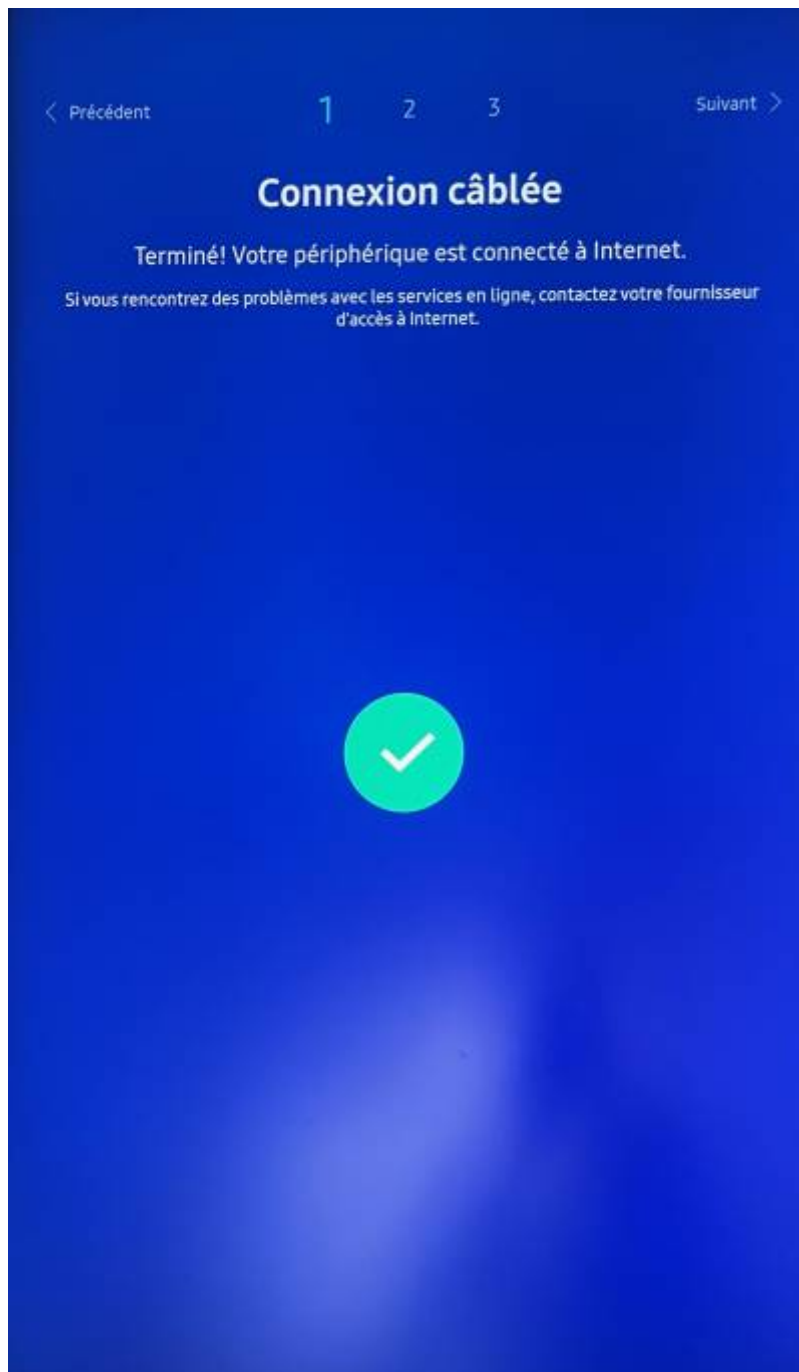 Précédent
1
2
3
Suivant
Connexion câblée
Terminé! Votre périphérique est connecté à Internet.
Si vous rencontrez des problèmes avec les services en ligne, contactez votre fournisseur
d'accès à Internet.